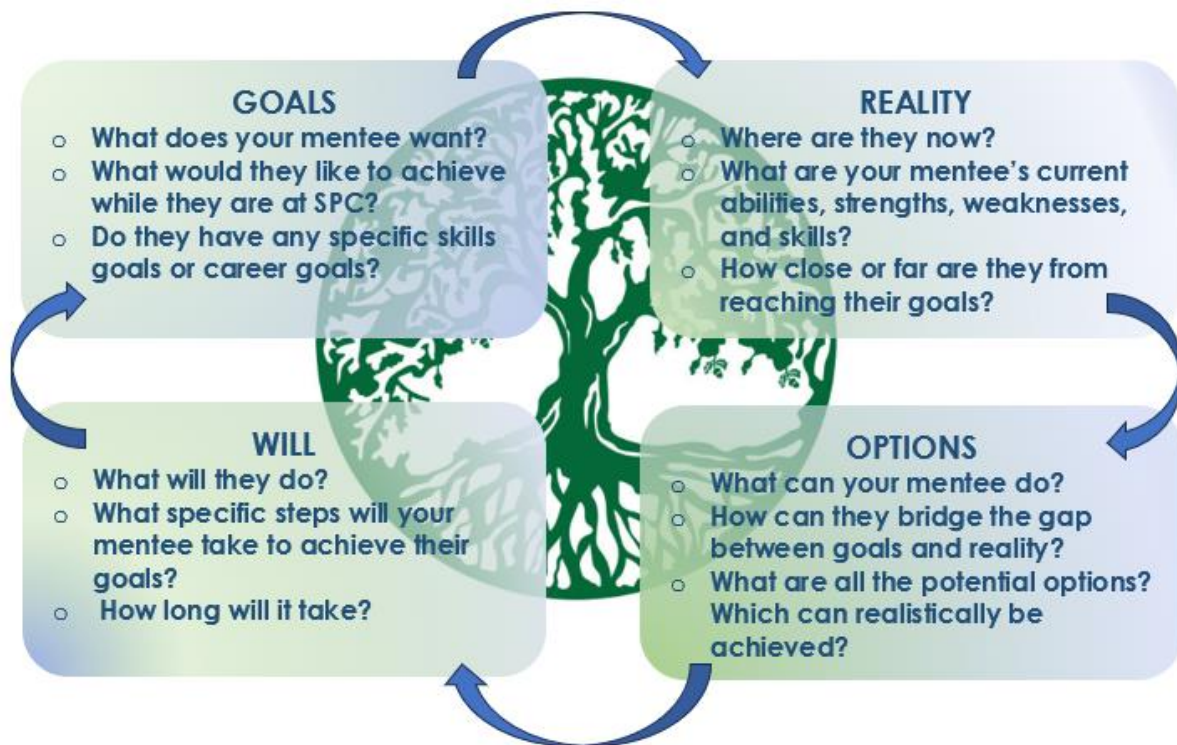 GOALS
o What does your mentee want?
o What would they like to achieve
while they are at SPC?
o Do they have any specific skills
goals or career goals?
REALITY
o Where are they now?
o What are your mentee’s current
abilities, strengths, weaknesses,
and skills?
o How close or far are they from
reaching their goals?
WILL
o What will they do?
o What specific steps will your
mentee take to achieve their
goals?
o How long will it take?
OPTIONS
o What can your mentee do?
o How can they bridge the gap
between goals and reality?
o What are all the potential options?
Which can realistically be
achieved?